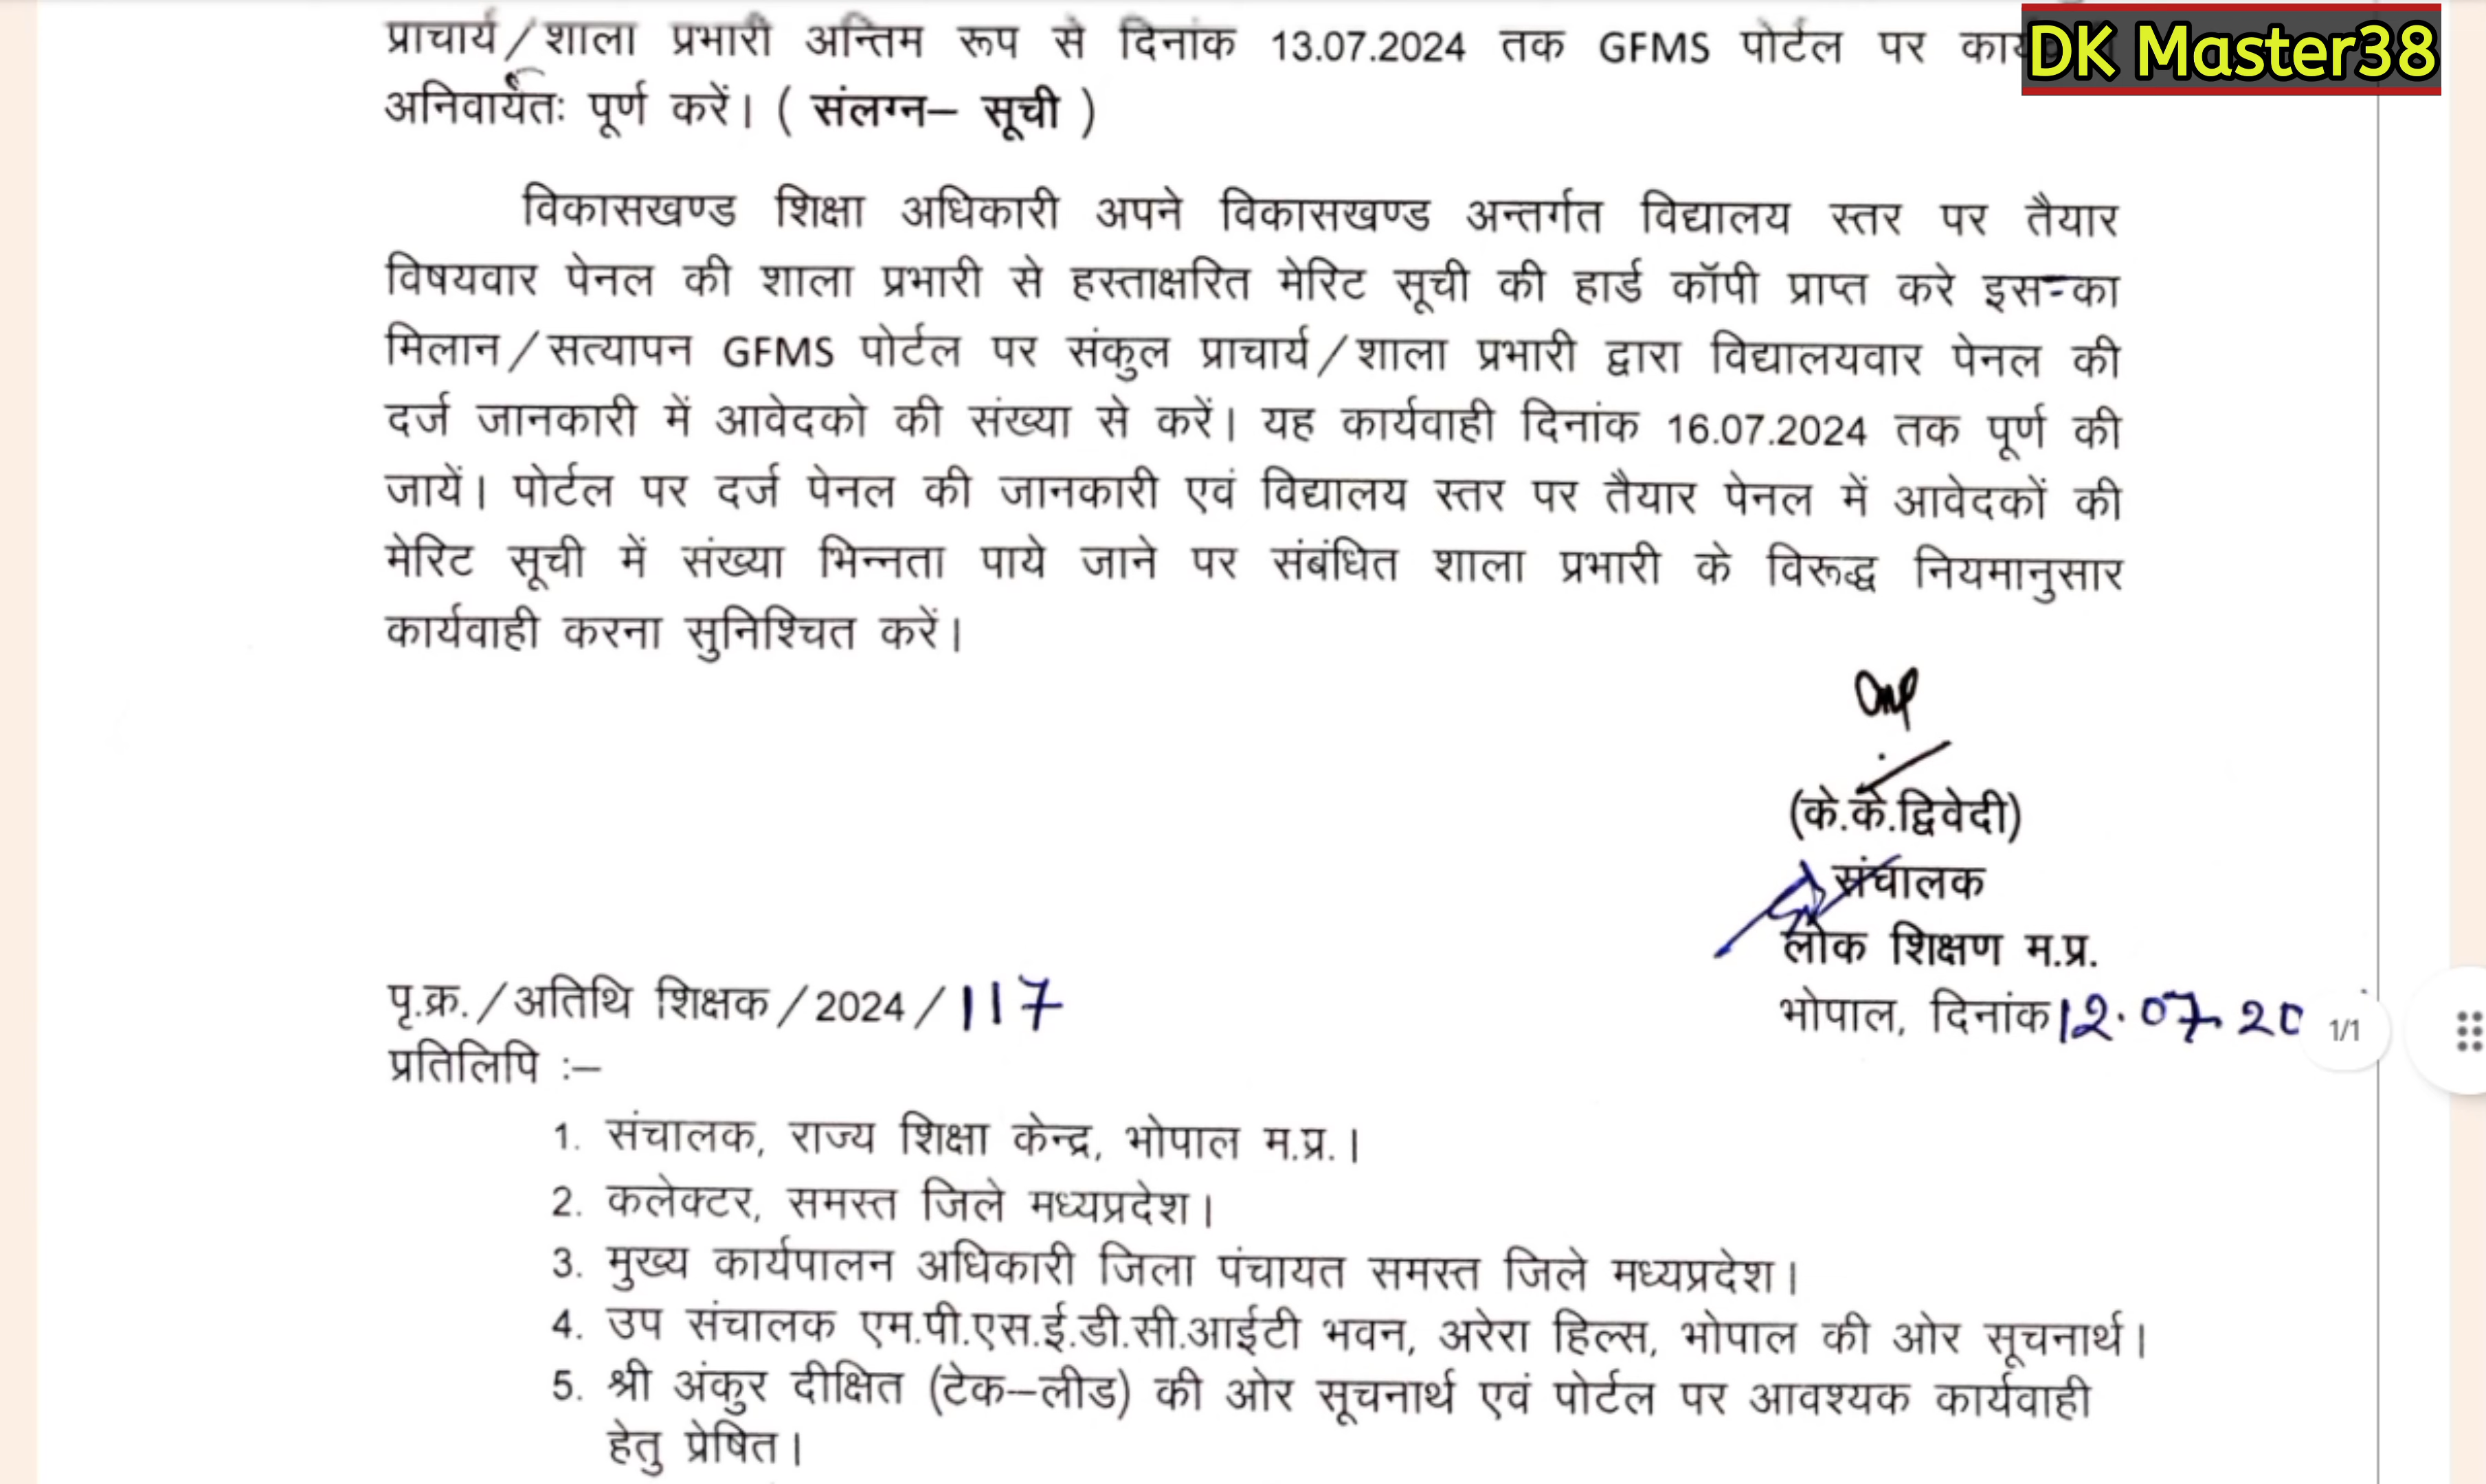 प्राचार्य/शाला प्रभारी अन्तिम रूप से दिनांक 13.07.2024 तक GFMS पोर्टल पर
DK Master38
अनिवार्यतः पूर्ण करें। ( संलग्न– सूची )
विकासखण्ड शिक्षा अधिकारी अपने विकासखण्ड अन्तर्गत विद्यालय स्तर पर तैयार
विषयवार पेनल की शाला प्रभारी से हस्ताक्षरित मेरिट सूची की हार्ड कॉपी प्राप्त करे इस का
मिलान/सत्यापन GFMS पोर्टल पर संकुल प्राचार्य/शाला प्रभारी द्वारा विद्यालयवार पेनल की
दर्ज जानकारी में आवेदको की संख्या से करें। यह कार्यवाही दिनांक 16.07.2024 तक पूर्ण की
जायें। पोर्टल पर दर्ज पेनल की जानकारी एवं विद्यालय स्तर पर तैयार पेनल में आवेदकों की
मेरिट सूची में संख्या भिन्नता पाये जाने पर संबंधित शाला प्रभारी के विरूद्ध नियमानुसार
कार्यवाही करना सुनिश्चित करें।
(के.के.द्विवेदी)
संचालक
लोक शिक्षण म.प्र.
पृ.क्र./अतिथि शिक्षक/2024/117
भोपाल, दिनांक 12.07.20
1/1
प्रतिलिपि :–
1. संचालक, राज्य शिक्षा केन्द्र, भोपाल म.प्र.।
2. कलेक्टर, समस्त जिले मध्यप्रदेश।
3. मुख्य कार्यपालन अधिकारी जिला पंचायत समस्त जिले मध्यप्रदेश।
4. उप संचालक एम.पी.एस.ई.डी.सी.आईटी भवन, अरेरा हिल्स, भोपाल की ओर सूचनार्थ।
5. श्री अंकुर दीक्षित (टेक–लीड) की ओर सूचनार्थ एवं पोर्टल पर आवश्यक कार्यवाही
हेतु प्रेषित।